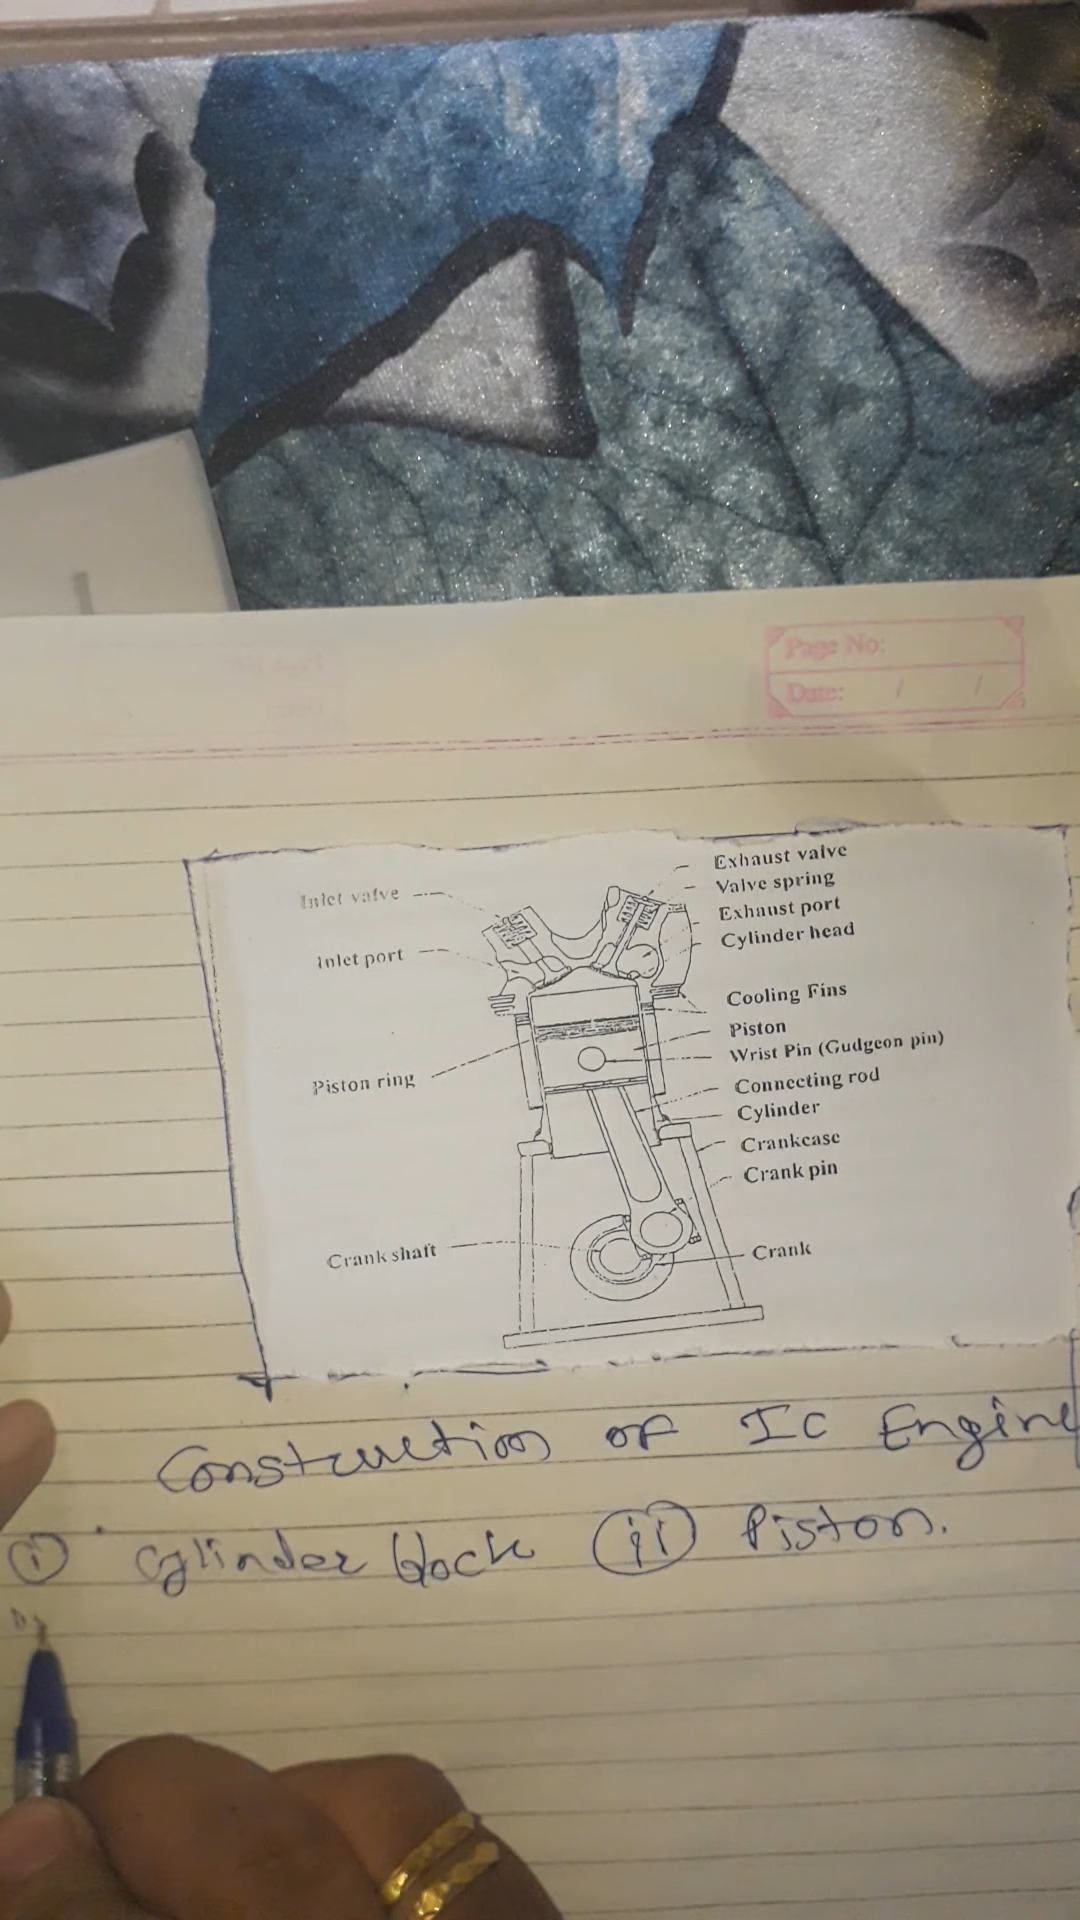 Page No:
Date: / /
Exhaust valve
Inlet valve
Valve spring
Exhaust port
Cylinder head
Inlet port
Cooling Fins
Piston
Wrist Pin (Gudgeon pin)
Piston ring
Connecting rod
Cylinder
Crankcase
Crank pin
Crank shaft
Crank
Construction of IC Engine
(i) Cylinder block (ii) Piston.